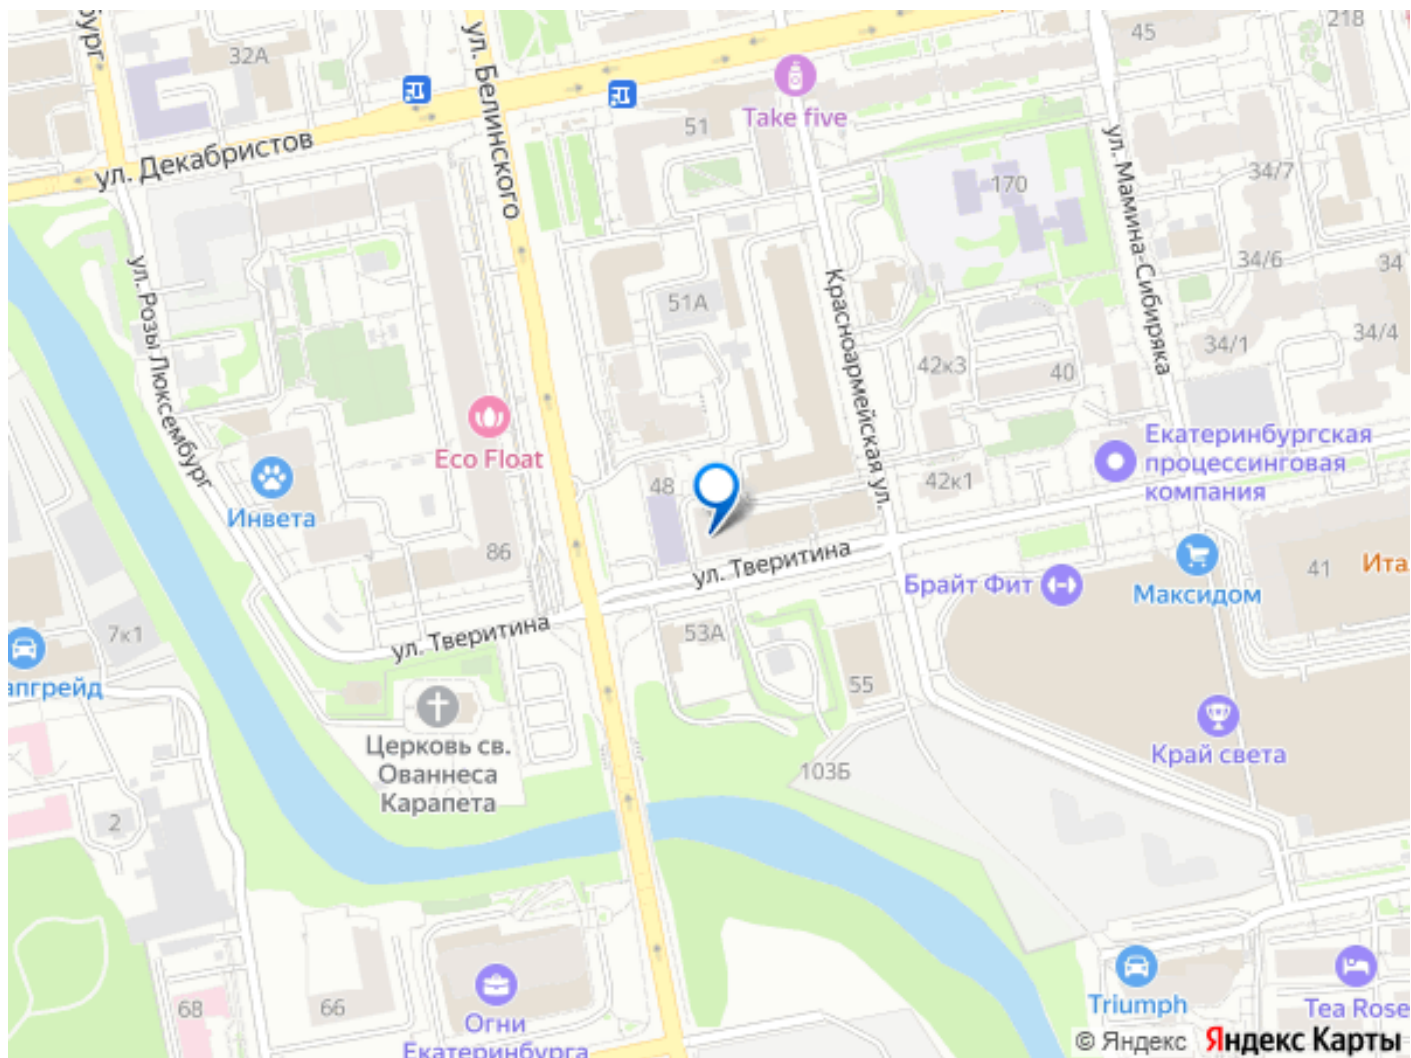 бург
32А
ул. Белинского
45
218
Take five
51
ул. Декабристов
ул. Мамина-Сибиряка
34/7
170
ул. Розы Люксембург
51А
Красноармейская ул.
34/6
34
34/1
34/4
42к3
40
Eco Float
Екатеринбургская
процессинговая
компания
48
42к1
Инвета
86
ул. Тверитина
Брайт Фит
Максидом
41
Ита
7к1
ул. Тверитина
53А
апгрейд
55
Церковь св.
Ованнеса
Карапета
103Б
Край света
2
68
66
Огни
Екатеринбурга
Triumph
Tea Rose
© Яндекс Яндекс Карты